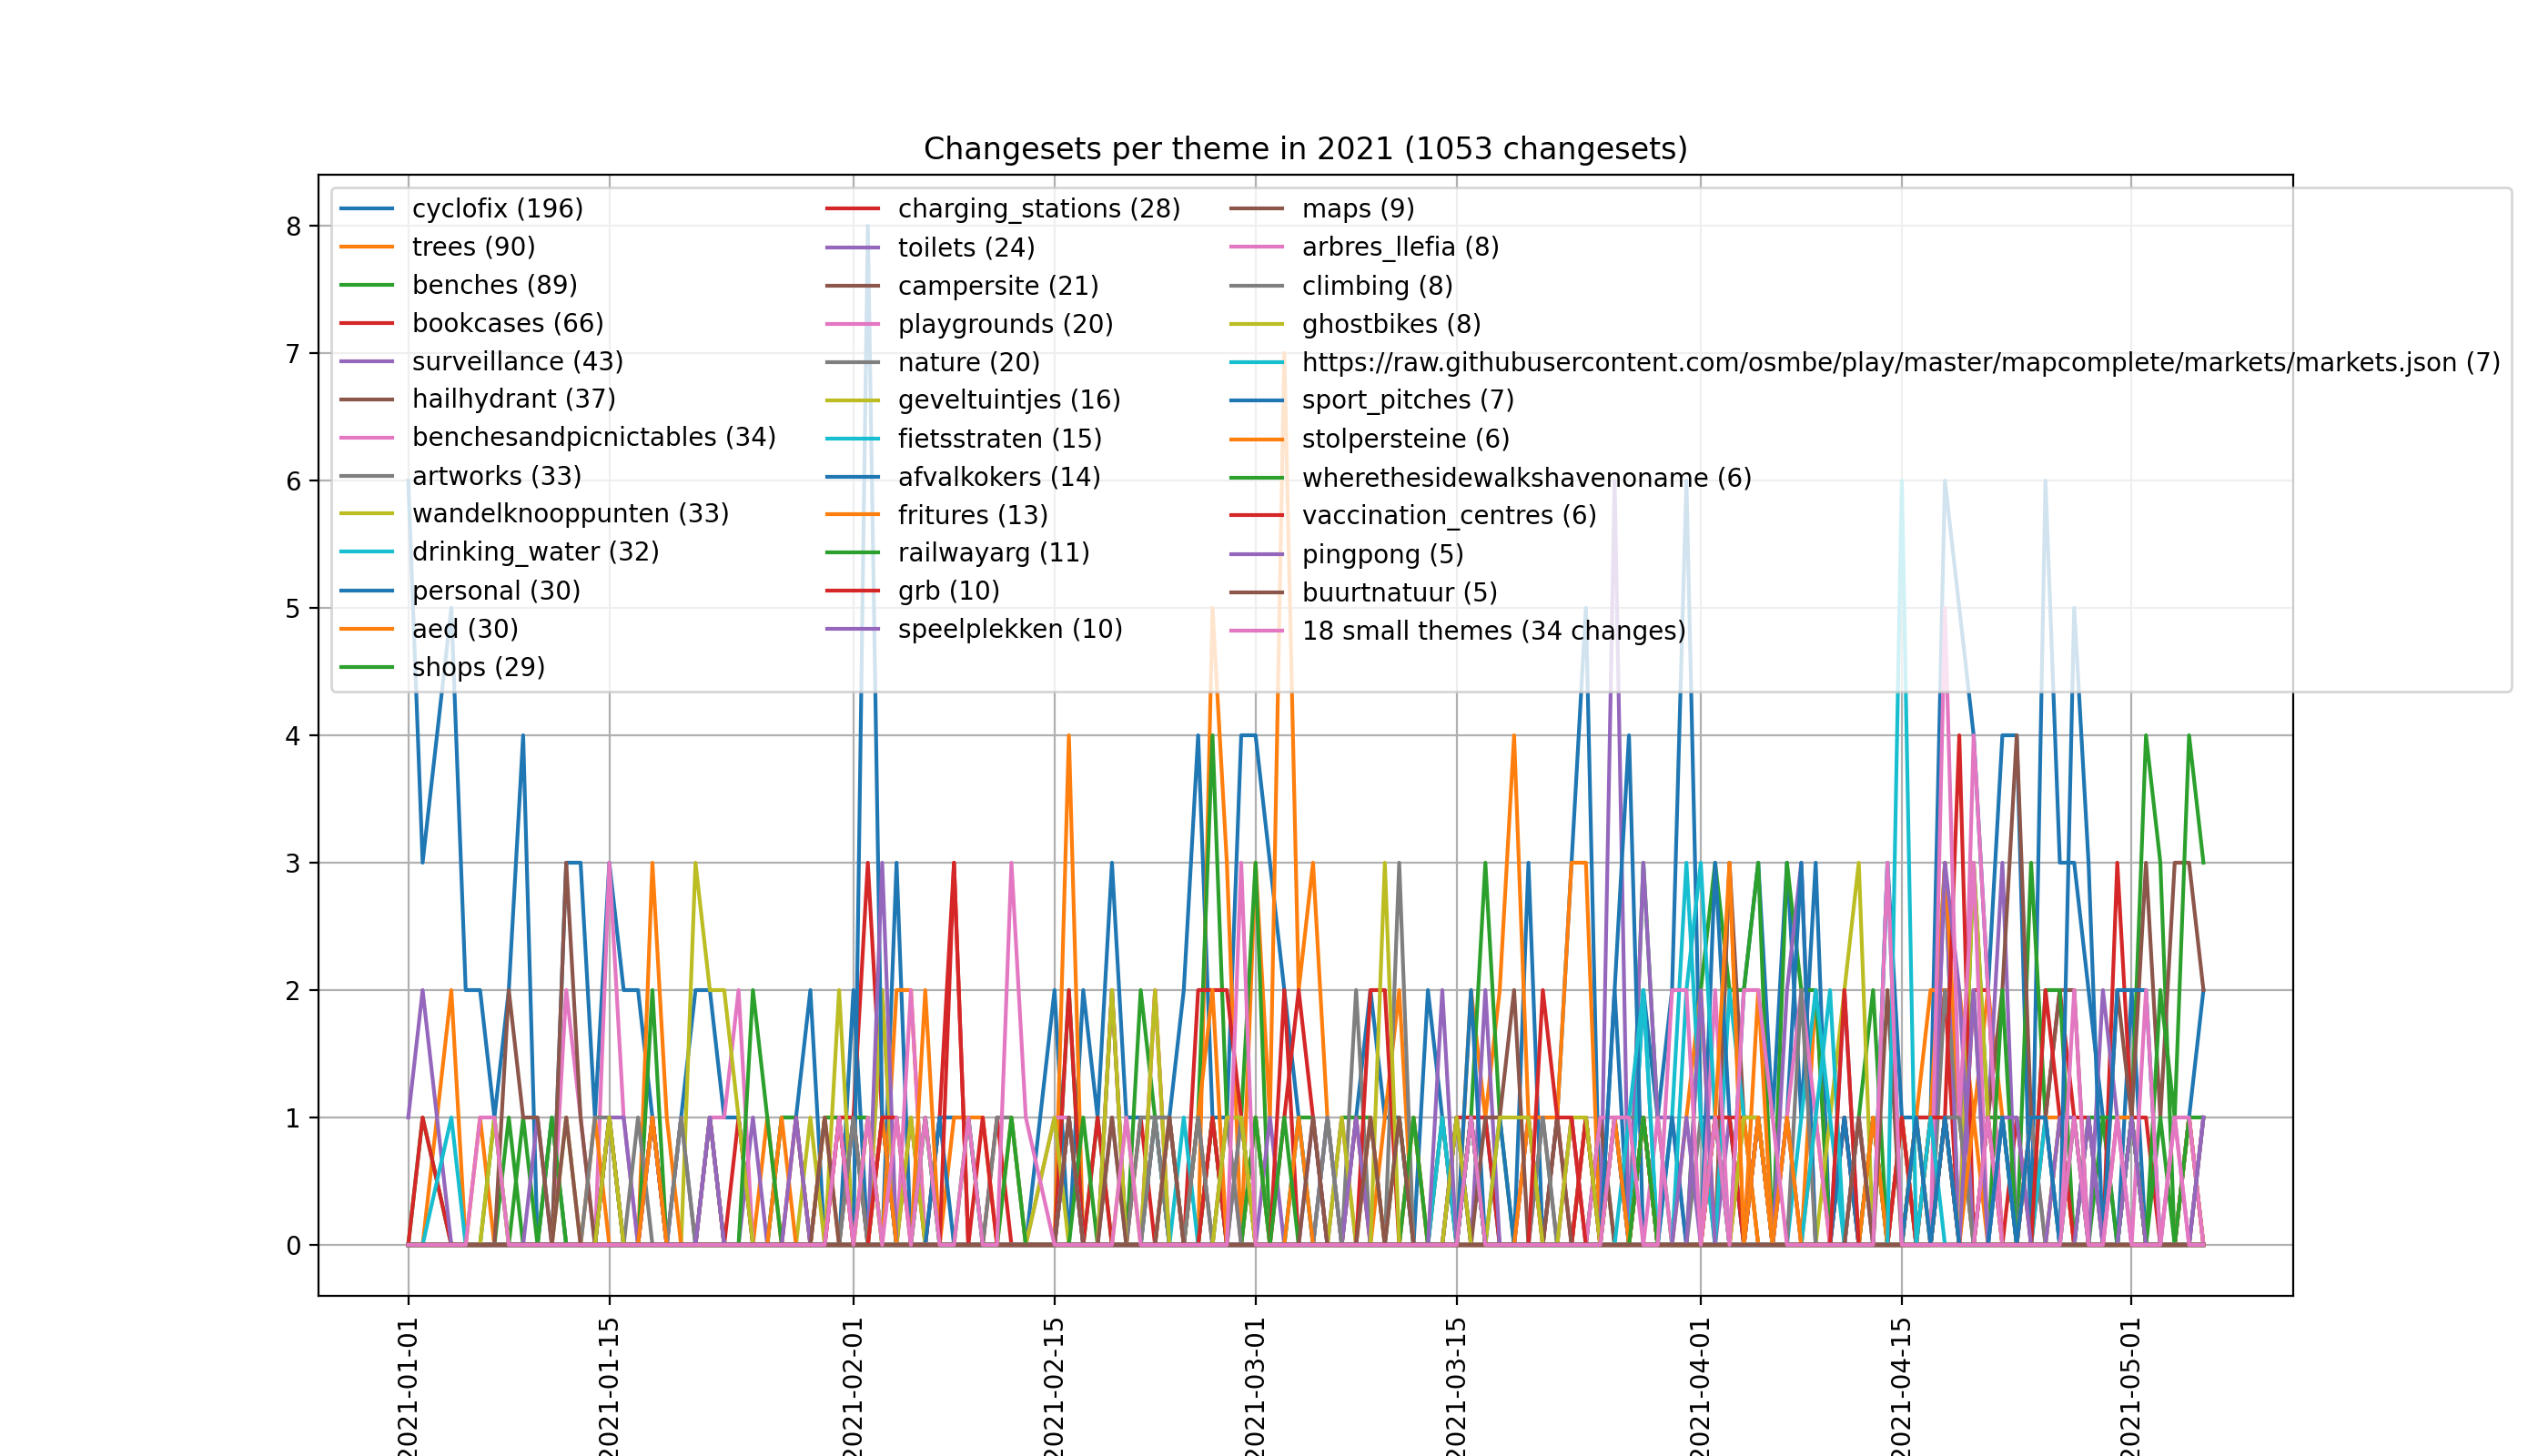 Changesets per theme in 2021 (1053 changesets)
cyclofix (196)
trees (90)
benches (89)
bookcases (66)
surveillance (43)
hailhydrant (37)
benchesandpicnictables (34)
artworks (33)
wandelknooppunten (33)
drinking_water (32)
personal (30)
aed (30)
shops (29)
charging_stations (28)
toilets (24)
campersite (21)
playgrounds (20)
nature (20)
geveltuintjes (16)
fietsstraten (15)
afvalkokers (14)
fritures (13)
railwayarg (11)
grb (10)
speelplekken (10)
maps (9)
arbres_llefia (8)
climbing (8)
ghostbikes (8)
https://raw.githubusercontent.com/osmbe/play/master/mapcomplete/markets/markets.json (7)
sport_pitches (7)
stolpersteine (6)
wherethesidewalkshavenoname (6)
vaccination_centres (6)
pingpong (5)
buurtnatuur (5)
18 small themes (34 changes)
8
7
6
5
4
3
2
1
0
2021-01-01
2021-01-15
2021-02-01
2021-02-15
2021-03-01
2021-03-15
2021-04-01
2021-04-15
2021-05-01